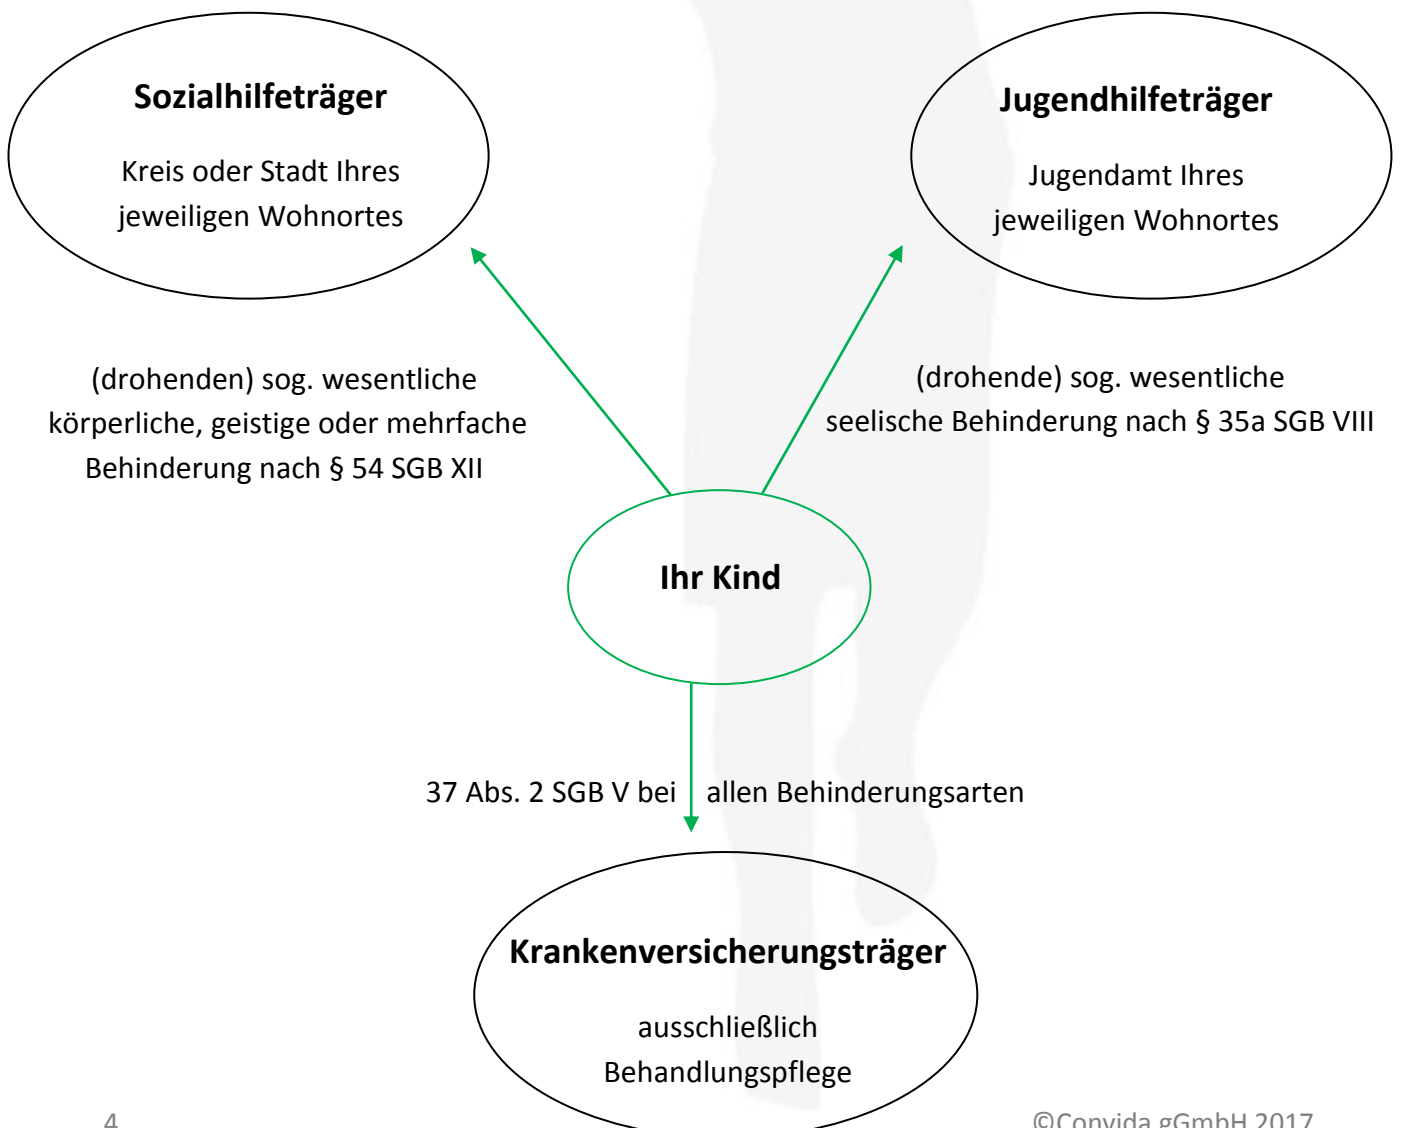 Sozialhilfeträger
Kreis oder Stadt Ihres
jeweiligen Wohnortes
Jugendhilfeträger
Jugendamt Ihres
jeweiligen Wohnortes
(drohenden) sog. wesentliche
körperliche, geistige oder mehrfache
Behinderung nach § 54 SGB XII
(drohende) sog. wesentliche
seelische Behinderung nach § 35a SGB VIII
Ihr Kind
37 Abs. 2 SGB V bei allen Behinderungsarten
Krankenversicherungsträger
ausschließlich
Behandlungspflege
4
©Convida gGmbH 2017